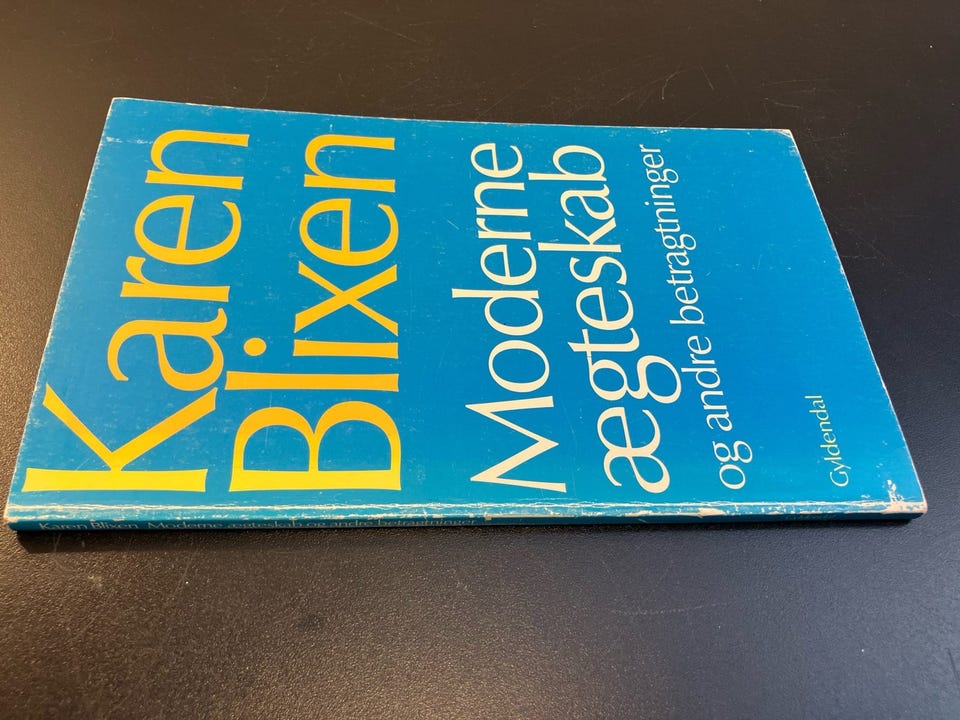 Karen
Blixen
Moderne
ægteskab
og andre betragtninger
Gyldendal
Karen Blixen Moderne ægteskab og andre betragtninger